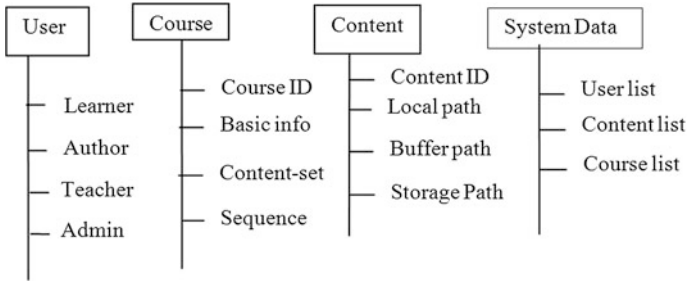 User
Learner
Author
Teacher
Admin
Course
Course ID
Basic info
Content-set
Sequence
Content
Content ID
Local path
Buffer path
Storage Path
System Data
User list
Content list
Course list